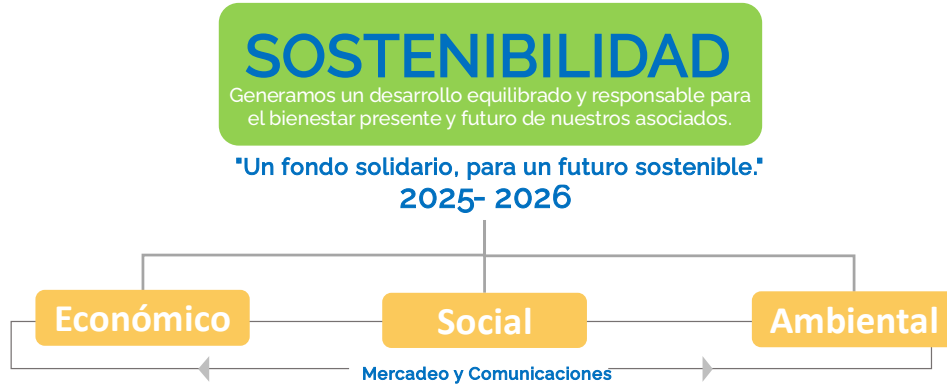 SOSTENIBILIDAD
Generamos un desarrollo equilibrado y responsable para
el bienestar presente y futuro de nuestros asociados.
"Un fondo solidario, para un futuro sostenible."
2025- 2026
Económico
Social
Ambiental
Mercadeo y Comunicaciones